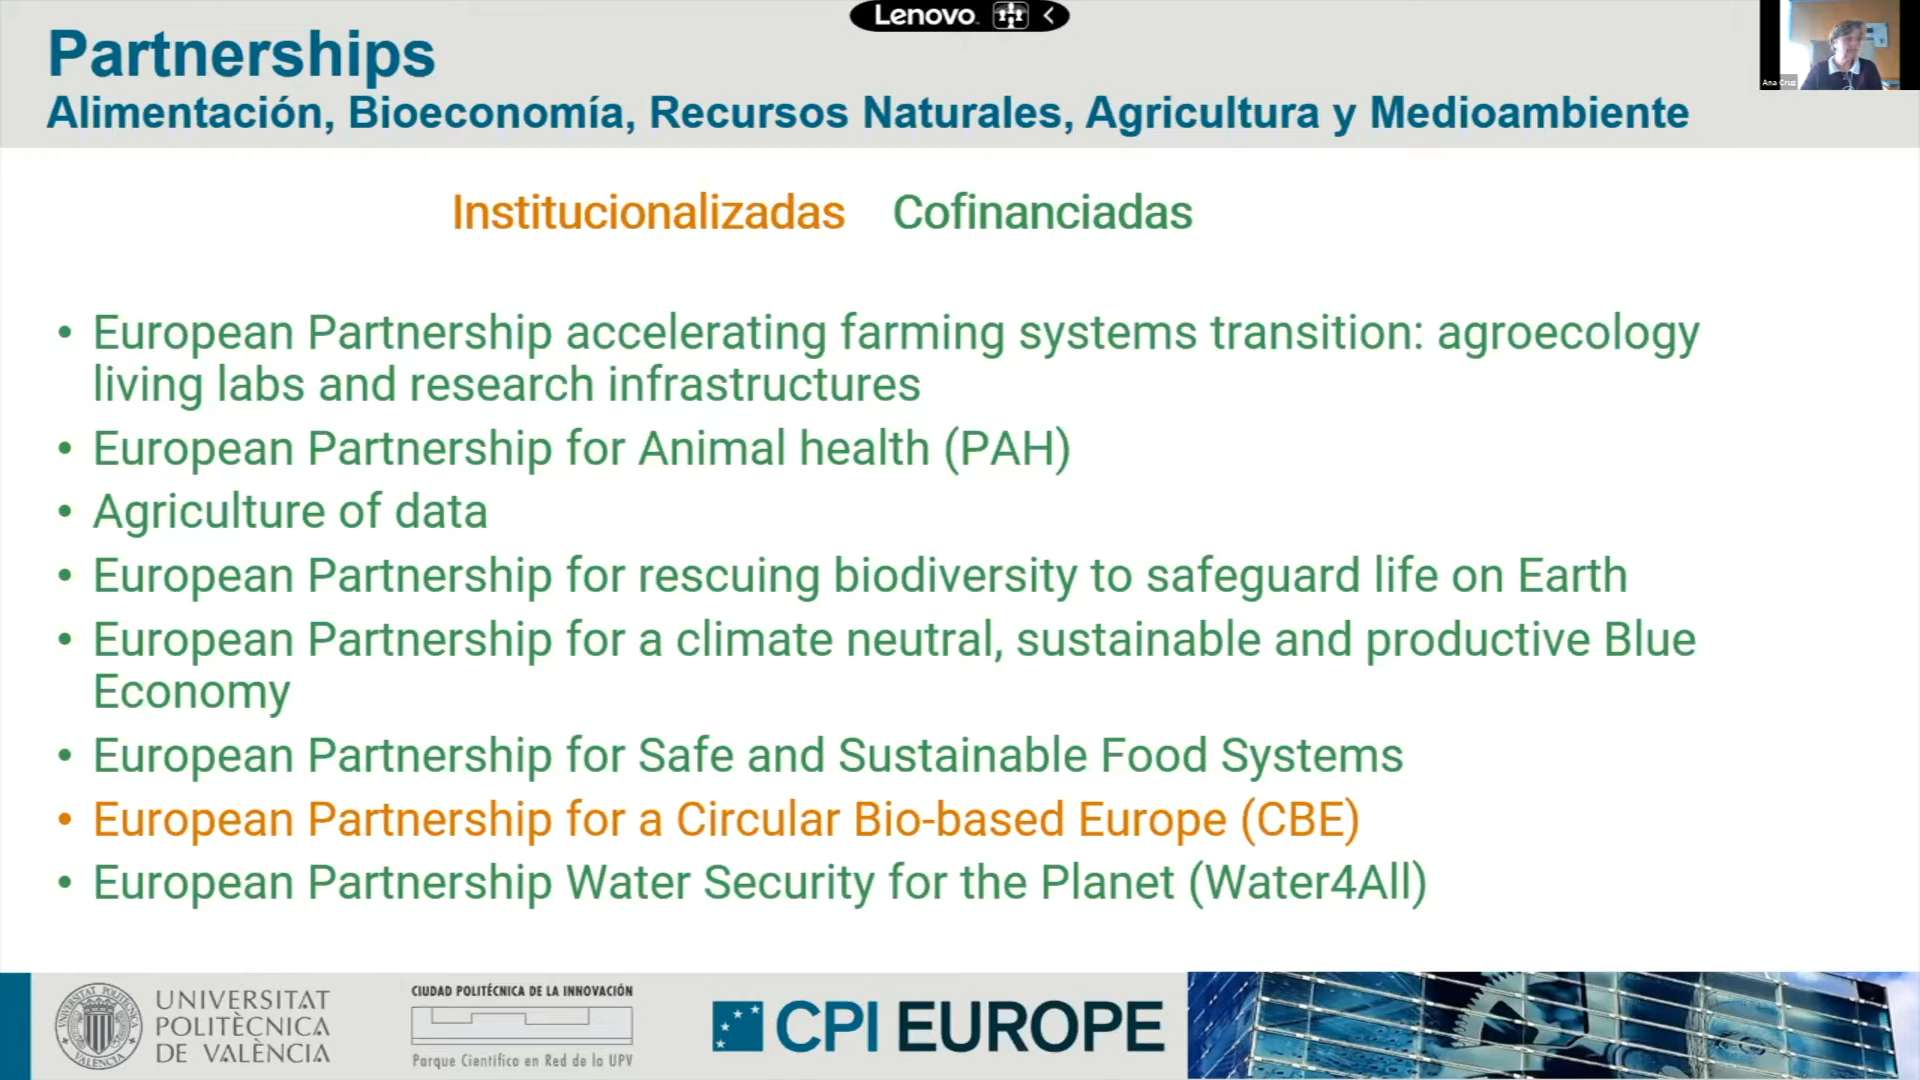 Lenovo
Partnerships
Alimentación, Bioeconomía, Recursos Naturales, Agricultura y Medioambiente
Ana Cruz
Institucionalizadas Cofinanciadas
• European Partnership accelerating farming systems transition: agroecology
living labs and research infrastructures
• European Partnership for Animal health (PAH)
• Agriculture of data
• European Partnership for rescuing biodiversity to safeguard life on Earth
• European Partnership for a climate neutral, sustainable and productive Blue
Economy
• European Partnership for Safe and Sustainable Food Systems
• European Partnership for a Circular Bio-based Europe (CBE)
• European Partnership Water Security for the Planet (Water4All)
UNIVERSITAT
POLITÈCNICA
DE VALÈNCIA
CIUDAD POLITÉCNICA DE LA INNOVACIÓN
Parque Científico en Red de la UPV
CPI EUROPE